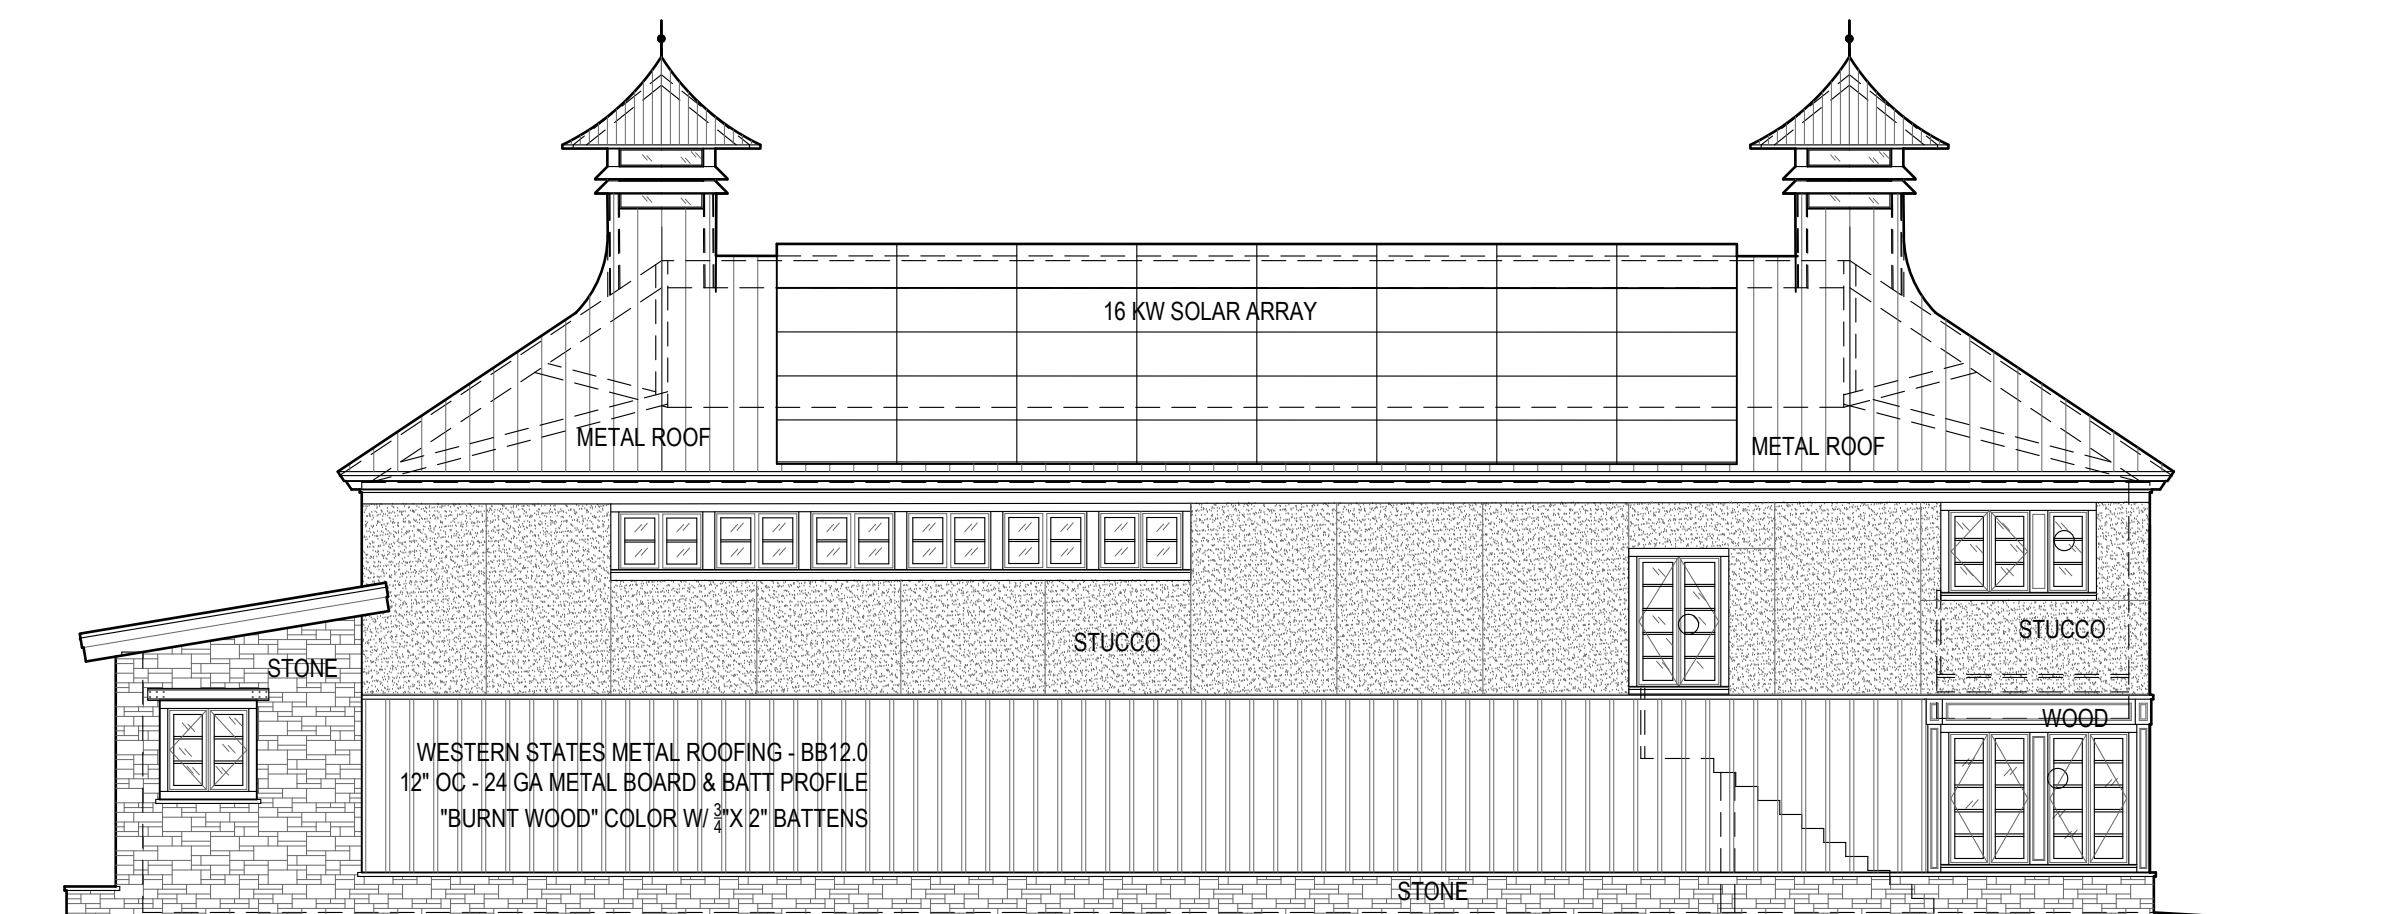 16 KW SOLAR ARRAY
METAL ROOF
METAL ROOF
STUCCO
STUCCO
STONE
WOOD
WESTERN STATES METAL ROOFING - BB12.0
12" OC - 24 GA METAL BOARD & BATT PROFILE
"BURNT WOOD" COLOR W/ 3/4"X 2" BATTENS
STONE